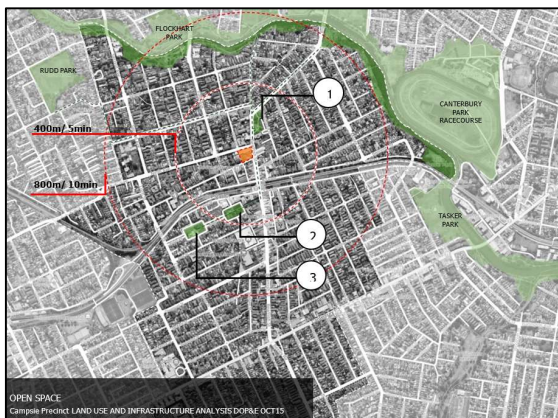 FLOCKHART
PARK
RUDD PARK
1
CANTERBURY
PARK
RACECOURSE
400m/ 5min
800m/ 10min
TASKER
PARK
2
3
OPEN SPACE
Campsie Precinct LAND USE AND INFRASTRUCTURE ANALYSIS DOP&E OCT15